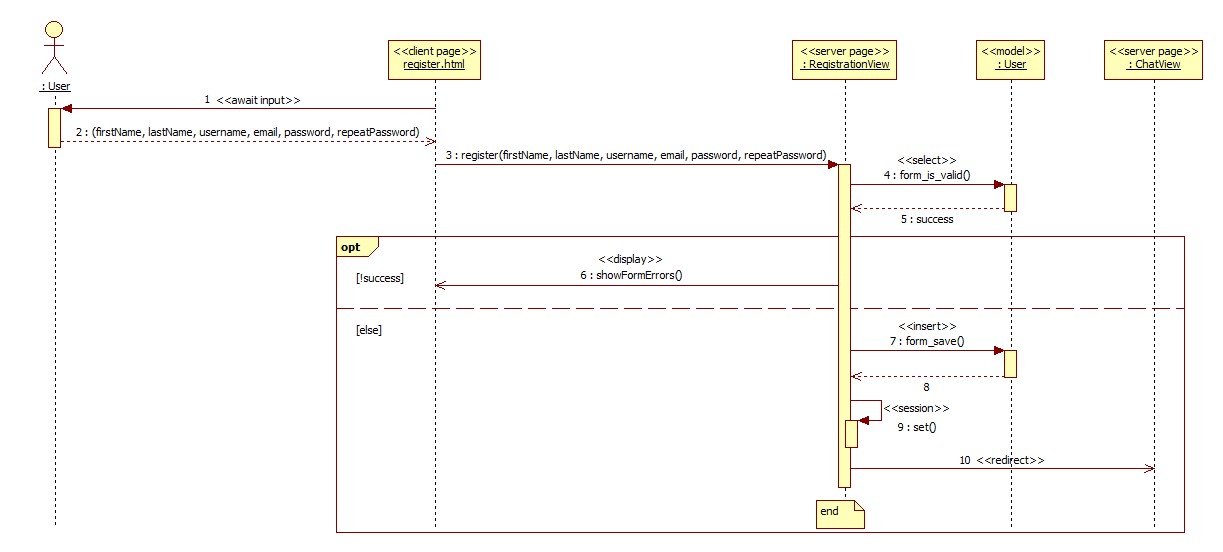 <<client page>>
register.html
<<server page>>
: RegistrationView
<<model>>
: User
<<server page>>
: ChatView
: User
1 <<await input>>
2 : (firstName, lastName, username, email, password, repeatPassword)
3 : register(firstName, lastName, username, email, password, repeatPassword)
<<select>>
4 : form_is_valid()
5 : success
opt
<<display>>
6 : showFormErrors()
[!success]
[else]
<<insert>>
7 : form_save()
8
<<session>>
9 : set()
10 <<redirect>>
end